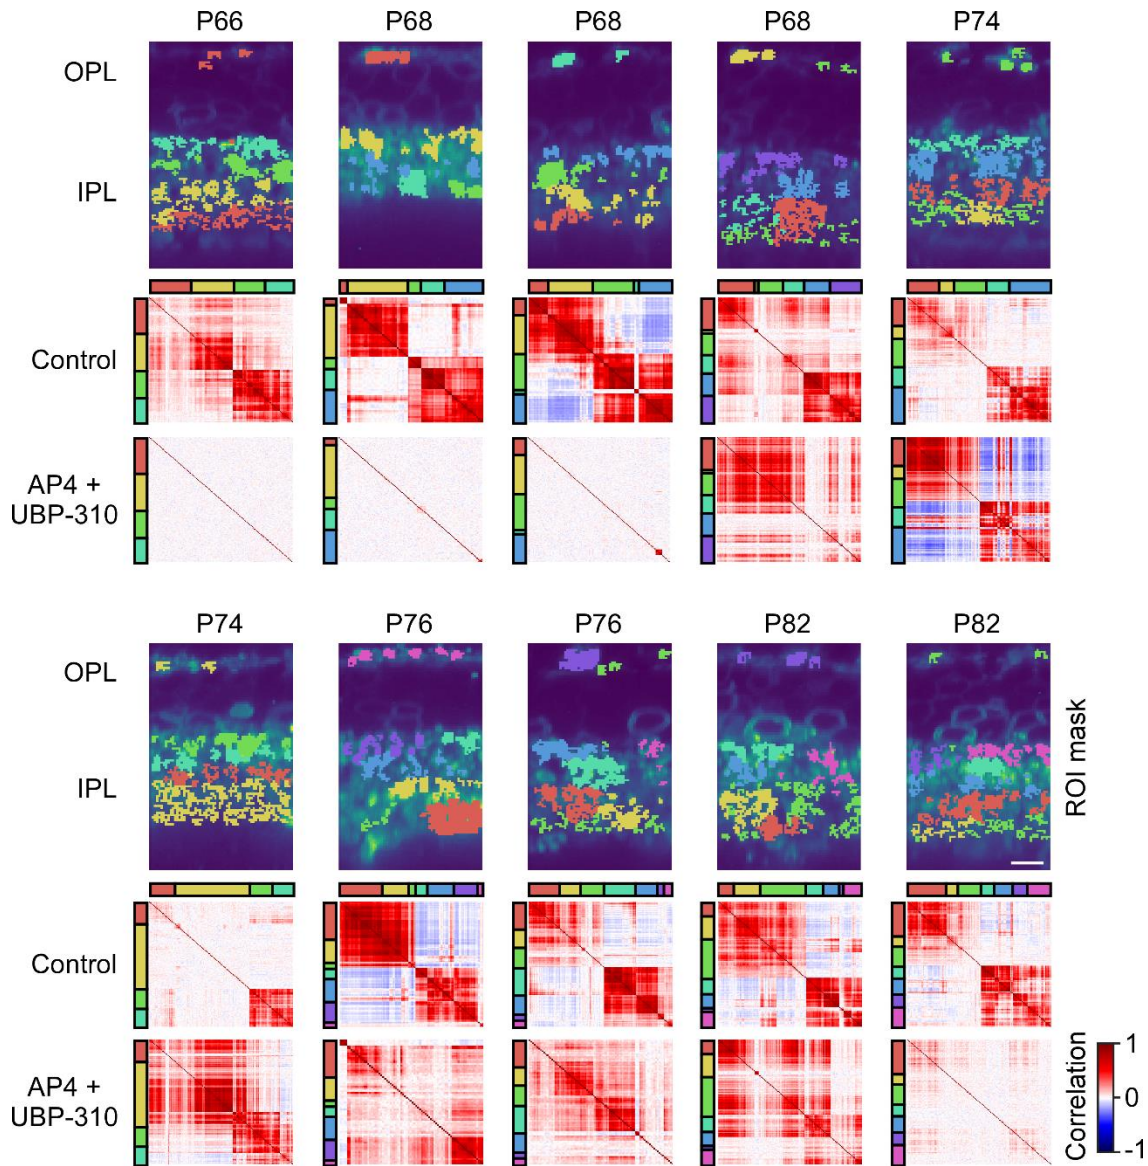 P66 P68 P68 P68 P74
OPL
IPL
Control
AP4 +
UBP-310
P74 P76 P76 P82 P82
OPL
IPL
ROI mask
Control
AP4 +
UBP-310
Correlation
1
0
-1